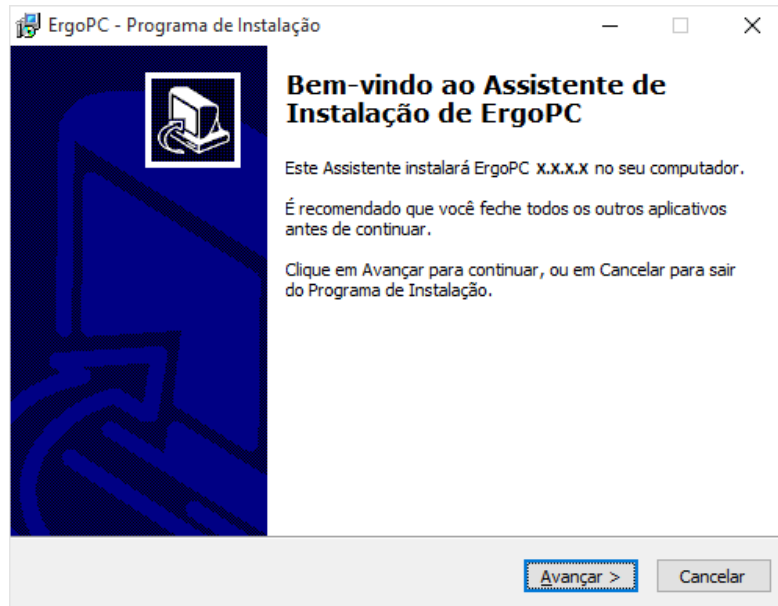 ErgoPC - Programa de Instalação
Bem-vindo ao Assistente de
Instalação de ErgoPC
Este Assistente instalará ErgoPC x.x.x.x no seu computador.
É recomendado que você feche todos os outros aplicativos
antes de continuar.
Clique em Avançar para continuar, ou em Cancelar para sair
do Programa de Instalação.
Avançar >
Cancelar